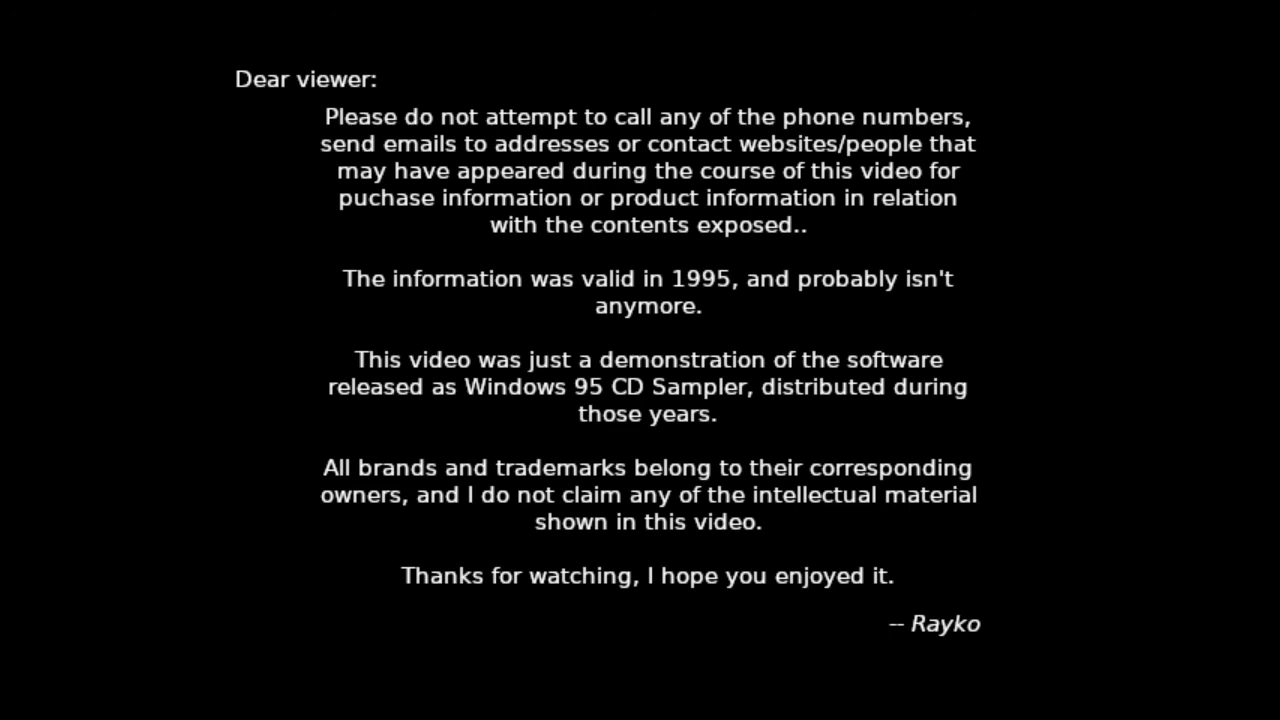 Dear viewer:
Please do not attempt to call any of the phone numbers,
send emails to addresses or contact websites/people that
may have appeared during the course of this video for
puchase information or product information in relation
with the contents exposed..
The information was valid in 1995, and probably isn't
anymore.
This video was just a demonstration of the software
released as Windows 95 CD Sampler, distributed during
those years.
All brands and trademarks belong to their corresponding
owners, and I do not claim any of the intellectual material
shown in this video.
Thanks for watching, I hope you enjoyed it.
-- Rayko